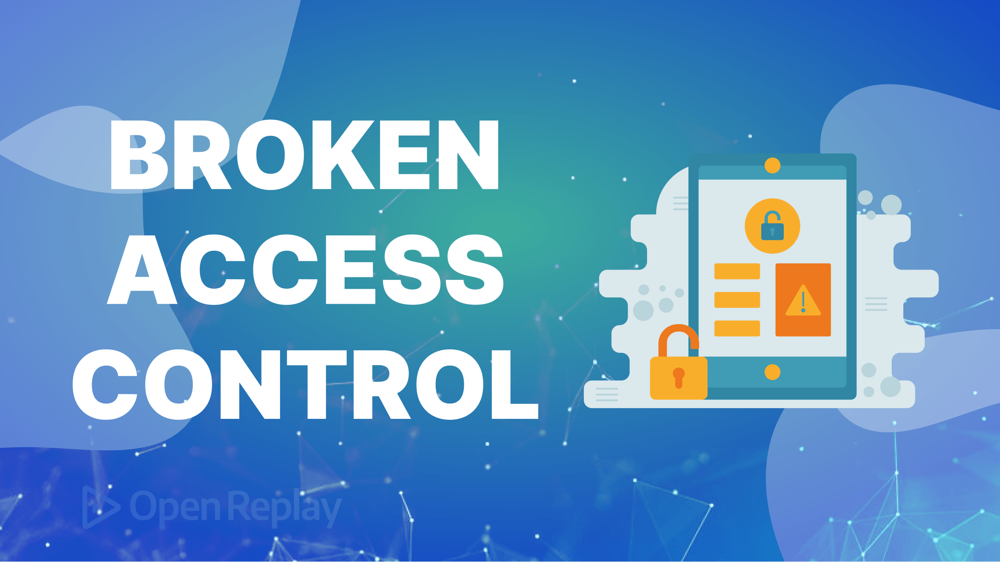 BROKEN
ACCESS
CONTROL
OpenReplay